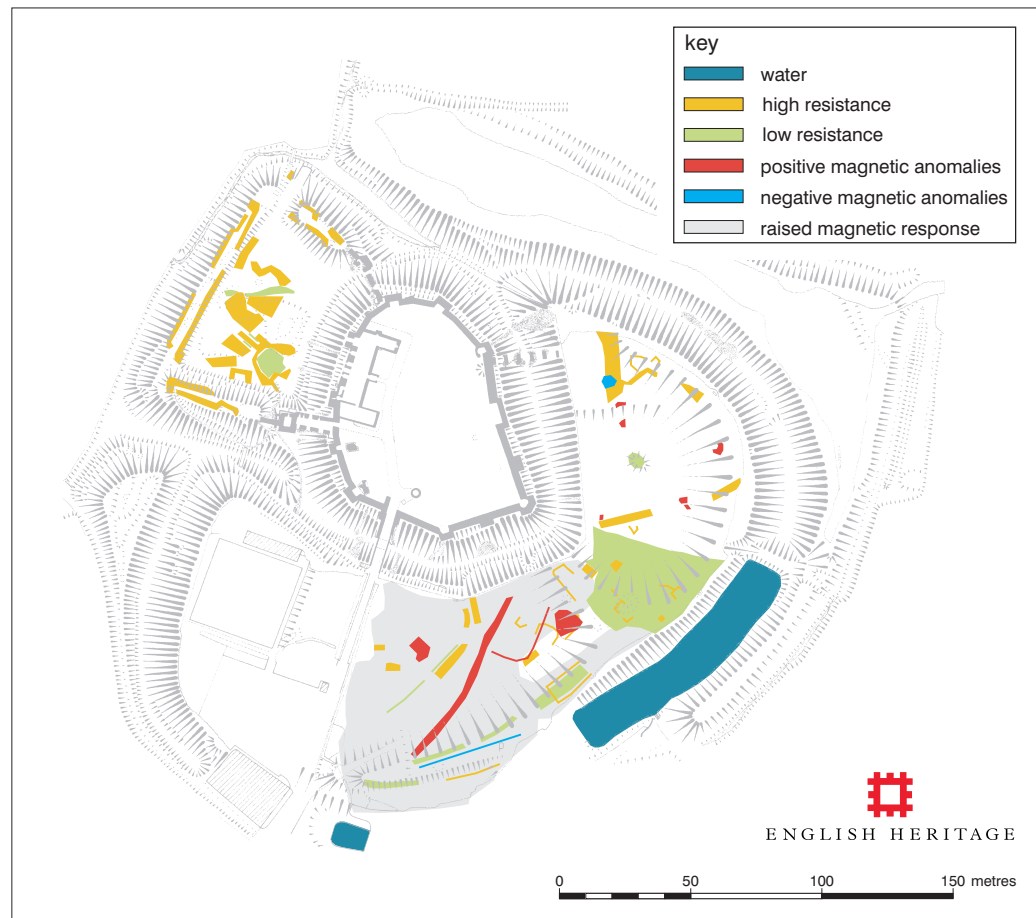 key
water
high resistance
low resistance
positive magnetic anomalies
negative magnetic anomalies
raised magnetic response
ENGLISH HERITAGE
0 50 100 150 metres